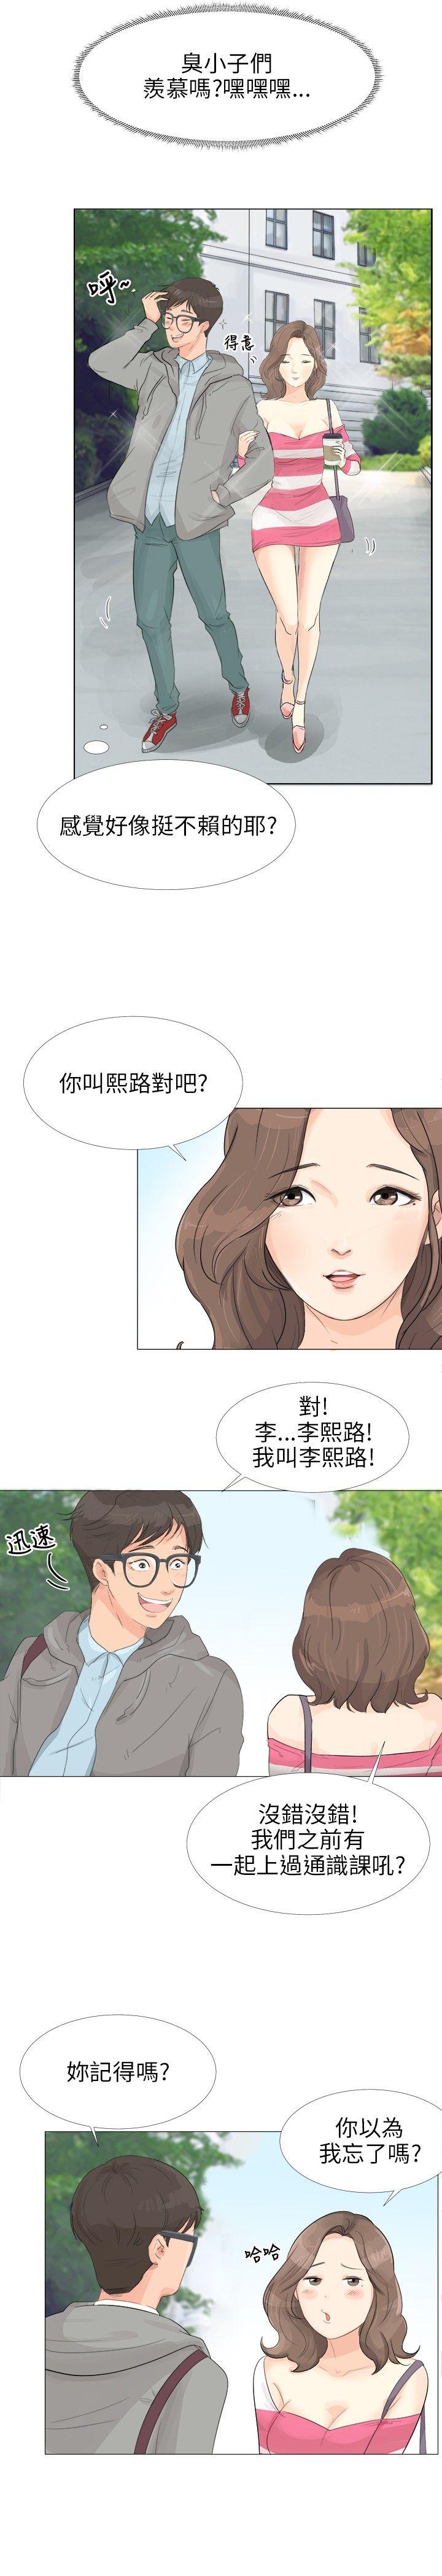 臭小子們
羨慕嗎?嘿嘿嘿...
呼~
得意
感覺好像挺不賴的耶?
你叫熙路對吧?
對!
李...李熙路!
我叫李熙路!
迅速
沒錯沒錯!
我們之前有
一起上過通識課吼?
妳記得嗎?
你以為
我忘了嗎?
哈哈